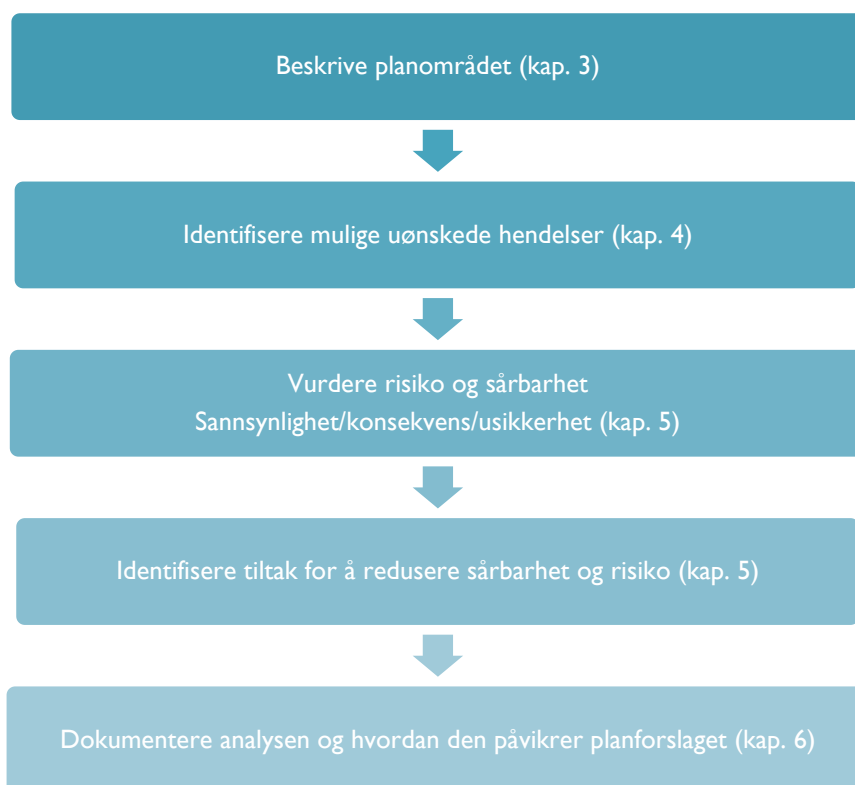 Beskrive planområdet (kap. 3)
Identifisere mulige uønskede hendelser (kap. 4)
Vurdere risiko og sårbarhet
Sannsynlighet/konsekvens/usikkerhet (kap. 5)
Identifisere tiltak for å redusere sårbarhet og risiko (kap. 5)
Dokumentere analysen og hvordan den påvikrer planforslaget (kap. 6)